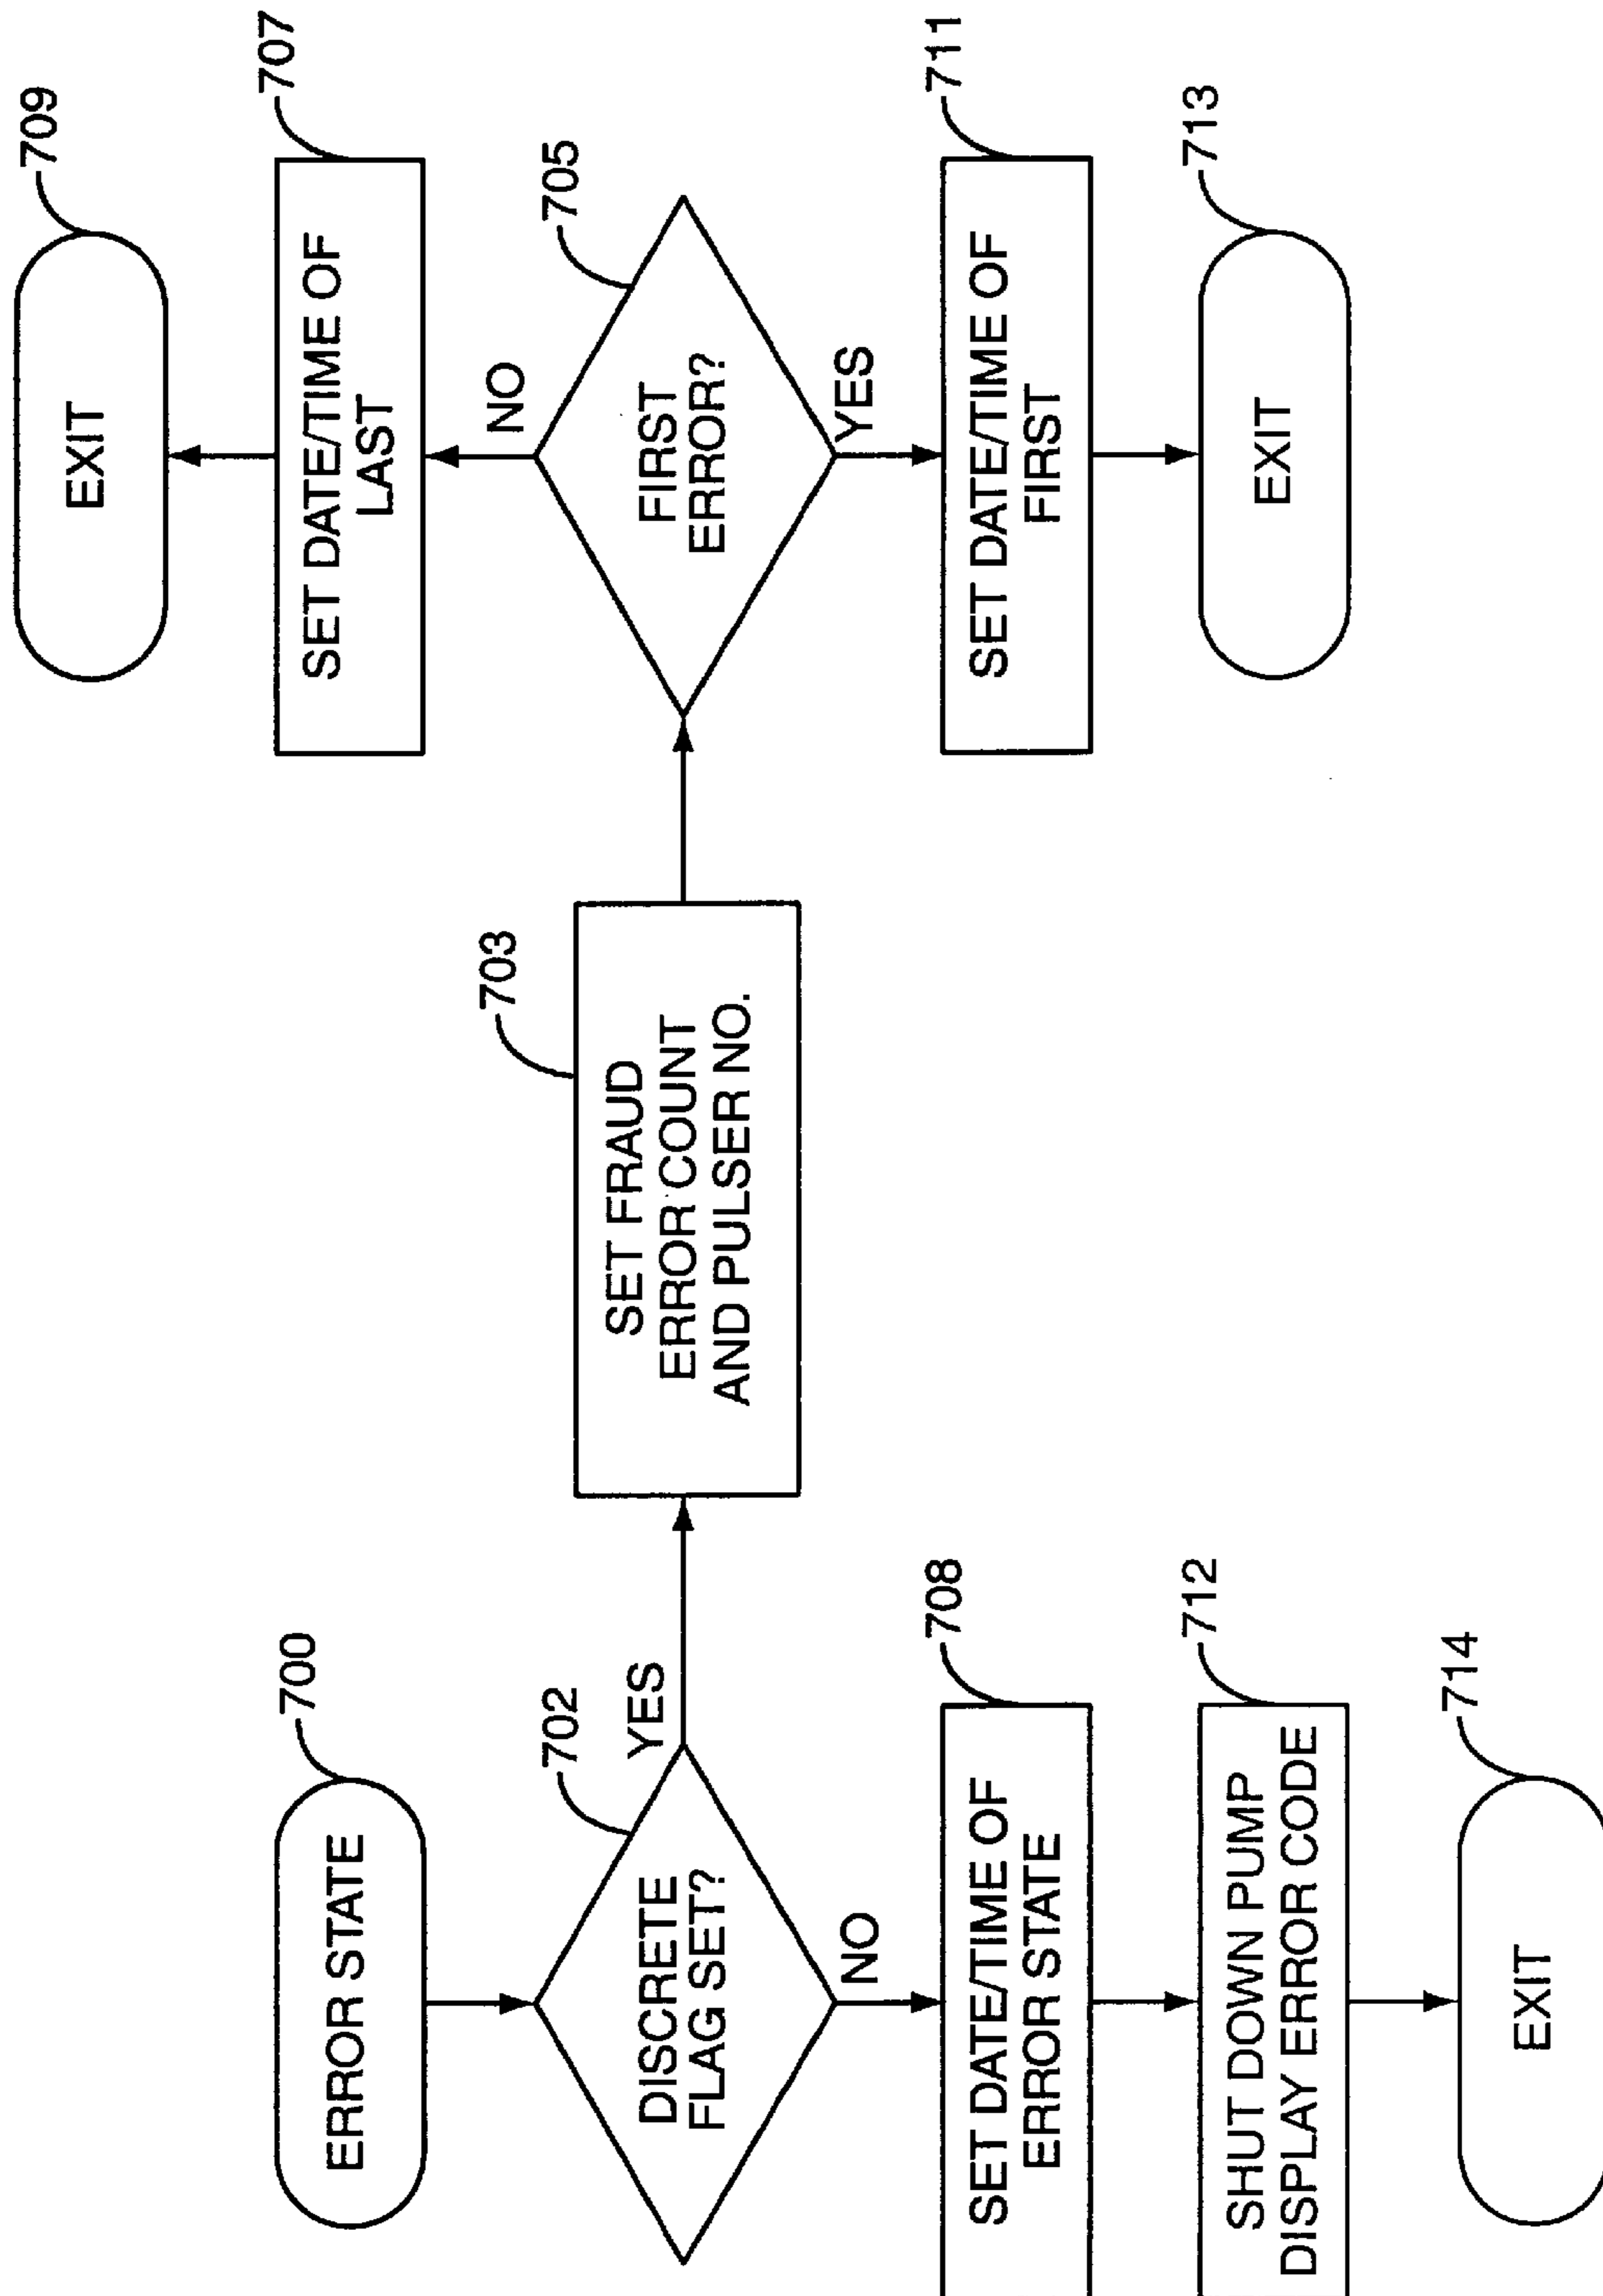 700
ERROR STATE
702
DISCRETE
FLAG SET?
YES
NO
708
SET DATE/TIME OF
ERROR STATE
712
SHUT DOWN PUMP
DISPLAY ERROR CODE
714
EXIT
703
SET FRAUD
ERROR COUNT
AND PULSER NO.
705
FIRST
ERROR?
NO
707
SET DATE/TIME OF
LAST
709
EXIT
YES
711
SET DATE/TIME OF
FIRST
713
EXIT